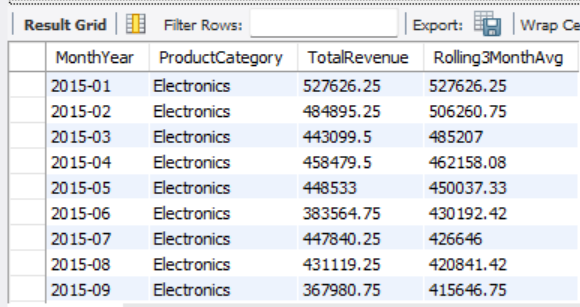 Result Grid Filter Rows: Export: Wrap Ce
MonthYear ProductCategory TotalRevenue Rolling3MonthAvg
2015-01 Electronics 527626.25 527626.25
2015-02 Electronics 484895.25 506260.75
2015-03 Electronics 443099.5 485207
2015-04 Electronics 458479.5 462158.08
2015-05 Electronics 448533 450037.33
2015-06 Electronics 383564.75 430192.42
2015-07 Electronics 447840.25 426646
2015-08 Electronics 431119.25 420841.42
2015-09 Electronics 367980.75 415646.75